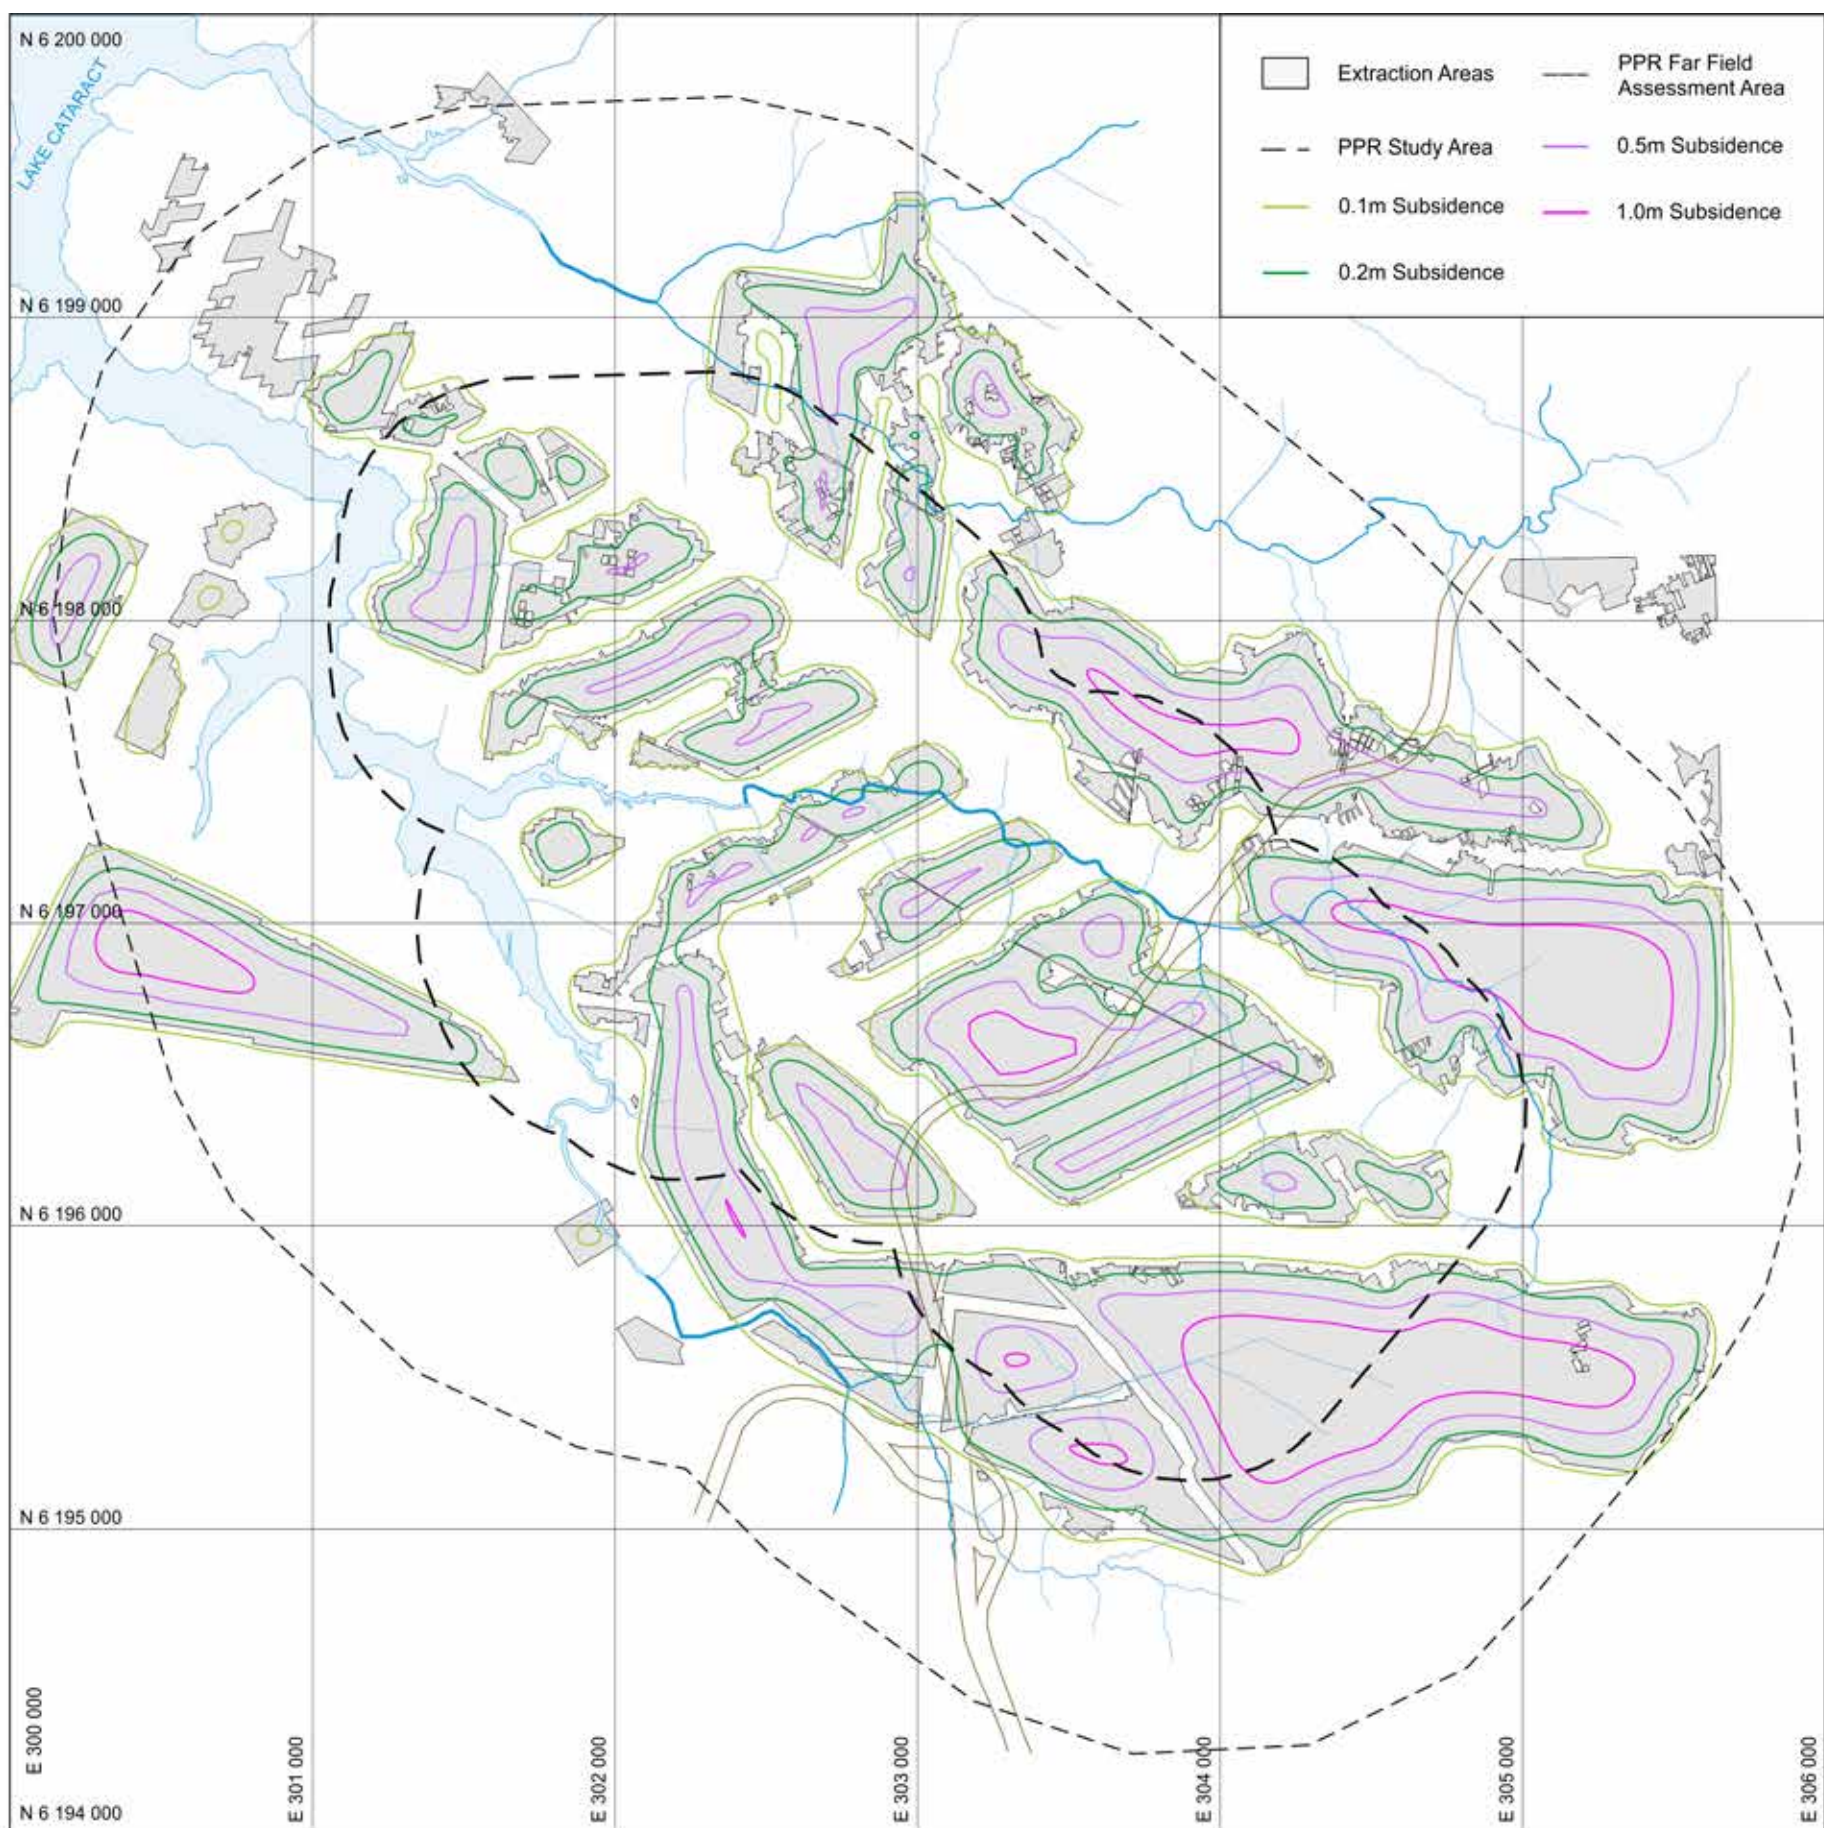 N 6 200 000
LAKE CATARACT
Extraction Areas
PPR Far Field
Assessment Area
PPR Study Area
0.5m Subsidence
0.1m Subsidence
1.0m Subsidence
0.2m Subsidence
N 6 199 000
N 6 198 000
N 6 197 000
N 6 196 000
N 6 195 000
E 300 000
E 301 000
E 302 000
E 303 000
E 304 000
E 305 000
E 306 000
N 6 194 000